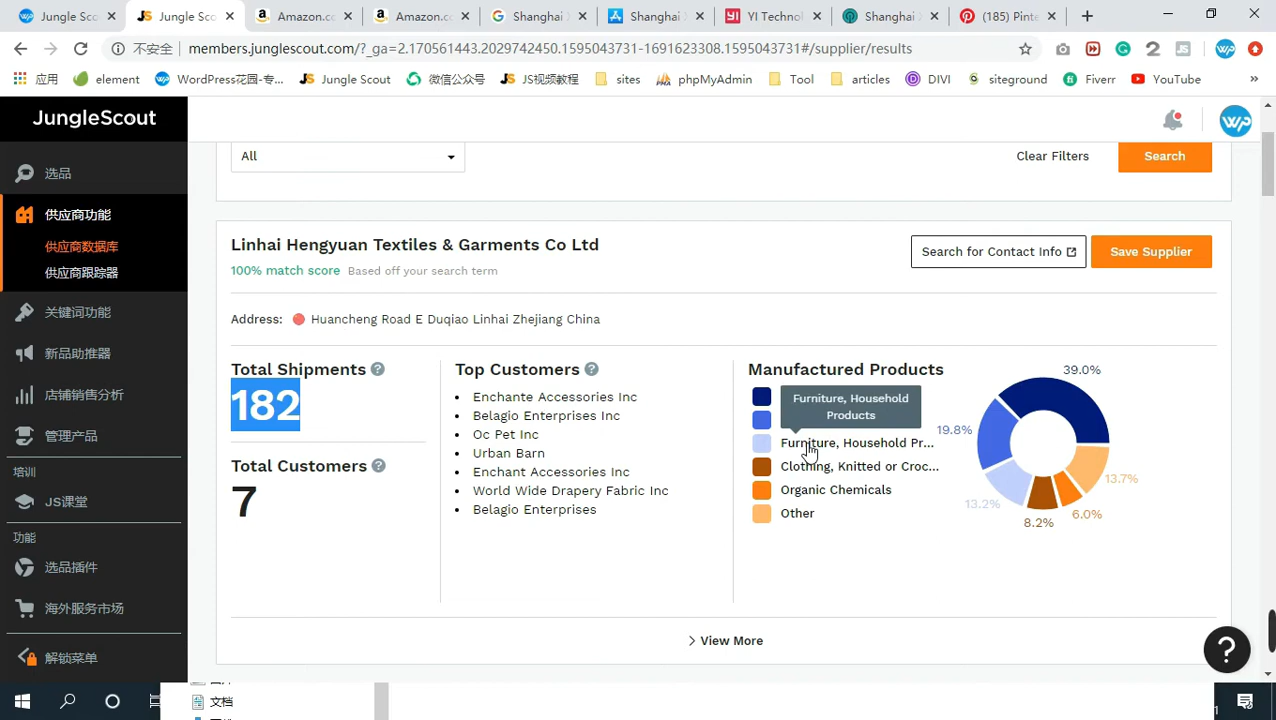 Jungle Sco
Jungle Sco
Amazon.c
Amazon.c
Shanghai
Shanghai
YI Techno
Shanghai
(185) Pint
不安全
members.junglescout.com/?_ga=2.170561443.2029742450.1595043731-1691623308.1595043731#/supplier/results
应用
element
WordPress花园-专...
Jungle Scout
微信公众号
JS视频教程
sites
phpMyAdmin
Tool
articles
DIVI
siteground
Fiverr
YouTube
JungleScout
选品
供应商功能
供应商数据库
供应商跟踪器
关键词功能
新品助推器
店铺销售分析
管理产品
培训
JS课堂
功能
选品插件
海外服务市场
解锁菜单
All
Clear Filters
Search
Linhai Hengyuan Textiles & Garments Co Ltd
100% match score Based off your search term
Search for Contact Info
Save Supplier
Address: Huancheng Road E Duqiao Linhai Zhejiang China
Total Shipments
182
Total Customers
7
Top Customers
Enchante Accessories Inc
Belagio Enterprises Inc
Oc Pet Inc
Urban Barn
Enchant Accessories Inc
World Wide Drapery Fabric Inc
Belagio Enterprises
Manufactured Products
Furniture, Household
Products
Furniture, Household Pr...
Clothing, Knitted or Croc...
Organic Chemicals
Other
39.0%
19.8%
13.2%
8.2%
6.0%
13.7%
View More
文档